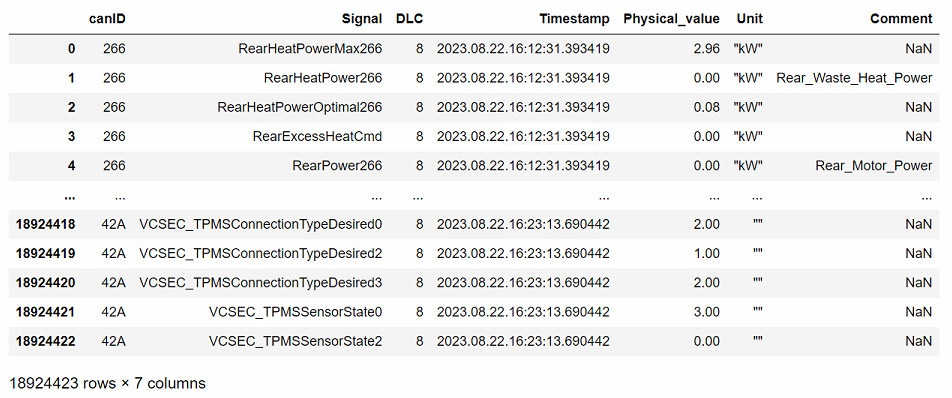 canID Signal DLC Timestamp Physical_value Unit Comment
0 266 RearHeatPowerMax266 8 2023.08.22.16:12:31.393419 2.96 "kW" NaN
1 266 RearHeatPower266 8 2023.08.22.16:12:31.393419 0.00 "kW" Rear_Waste_Heat_Power
2 266 RearHeatPowerOptimal266 8 2023.08.22.16:12:31.393419 0.08 "kW" NaN
3 266 RearExcessHeatCmd 8 2023.08.22.16:12:31.393419 0.00 "kW" NaN
4 266 RearPower266 8 2023.08.22.16:12:31.393419 0.00 "kW" Rear_Motor_Power
... ... ... ... ... ... ... ...
18924418 42A VCSEC_TPMSConnectionTypeDesired0 8 2023.08.22.16:23:13.690442 2.00 "" NaN
18924419 42A VCSEC_TPMSConnectionTypeDesired2 8 2023.08.22.16:23:13.690442 1.00 "" NaN
18924420 42A VCSEC_TPMSConnectionTypeDesired3 8 2023.08.22.16:23:13.690442 2.00 "" NaN
18924421 42A VCSEC_TPMSSensorState0 8 2023.08.22.16:23:13.690442 3.00 "" NaN
18924422 42A VCSEC_TPMSSensorState2 8 2023.08.22.16:23:13.690442 0.00 "" NaN
18924423 rows × 7 columns